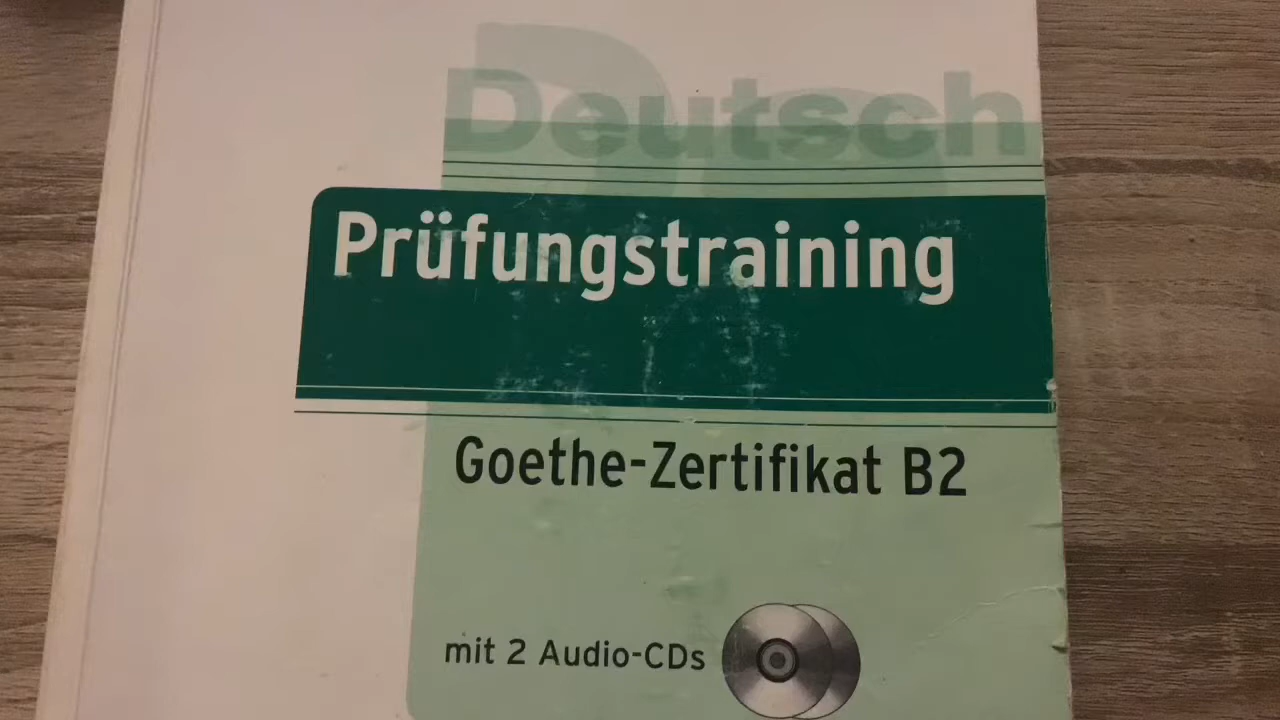 Deutsch
Prüfungstraining
Goethe-Zertifikat B2
mit 2 Audio-CDs